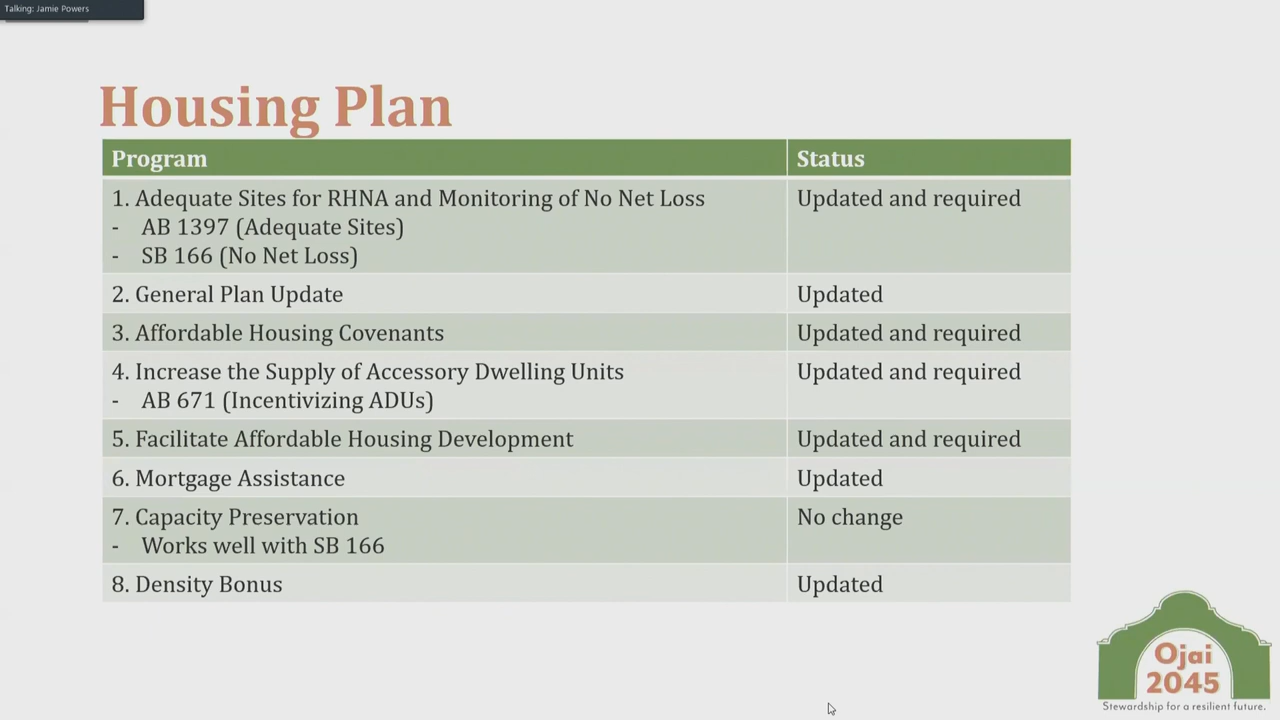 Talking: Jamie Powers
Housing Plan
Program Status
1. Adequate Sites for RHNA and Monitoring of No Net Loss Updated and required
- AB 1397 (Adequate Sites)
- SB 166 (No Net Loss)
2. General Plan Update Updated
3. Affordable Housing Covenants Updated and required
4. Increase the Supply of Accessory Dwelling Units Updated and required
- AB 671 (Incentivizing ADUs)
5. Facilitate Affordable Housing Development Updated and required
6. Mortgage Assistance Updated
7. Capacity Preservation No change
- Works well with SB 166
8. Density Bonus Updated
Ojai
2045
Stewardship for a resilient future.